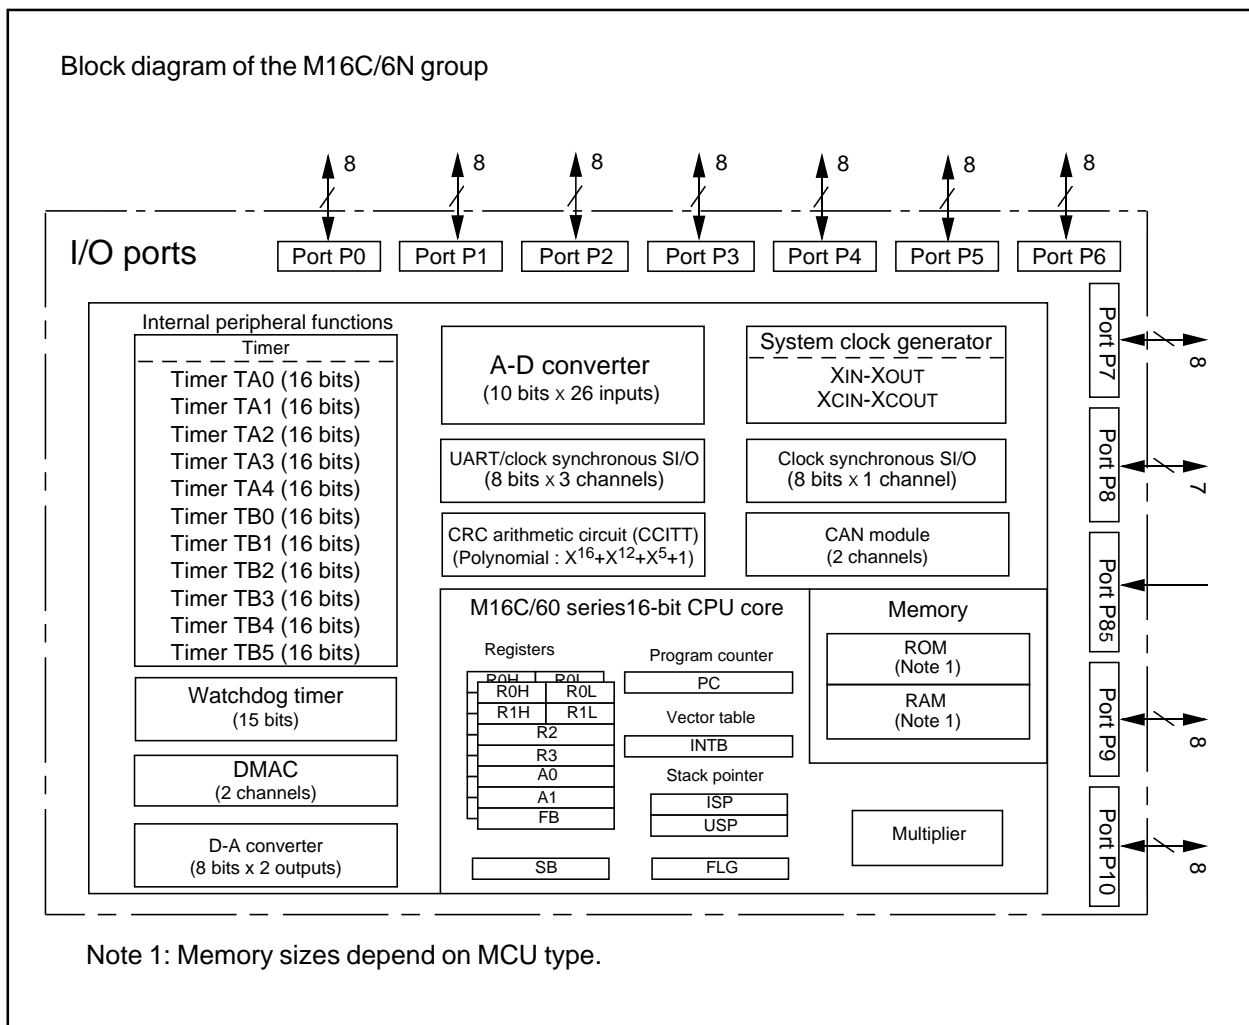 Block diagram of the M16C/6N group
8 8 8 8 8 8 8
I/O ports
Port P0 Port P1 Port P2 Port P3 Port P4 Port P5 Port P6
Internal peripheral functions
Timer
Timer TA0 (16 bits)
Timer TA1 (16 bits)
Timer TA2 (16 bits)
Timer TA3 (16 bits)
Timer TA4 (16 bits)
Timer TB0 (16 bits)
Timer TB1 (16 bits)
Timer TB2 (16 bits)
Timer TB3 (16 bits)
Timer TB4 (16 bits)
Timer TB5 (16 bits)
Watchdog timer
(15 bits)
DMAC
(2 channels)
D-A converter
(8 bits x 2 outputs)
A-D converter
(10 bits x 26 inputs)
System clock generator
XIN-XOUT
XCIN-XCOUT
UART/clock synchronous SI/O
(8 bits x 3 channels)
Clock synchronous SI/O
(8 bits x 1 channel)
CRC arithmetic circuit (CCITT)
(Polynomial : X16+X12+X5+1)
CAN module
(2 channels)
M16C/60 series16-bit CPU core
Registers
R0H R0L
R0H R0L
R1H R1L
R2
R3
A0
A1
FB
SB
Program counter
PC
Vector table
INTB
Stack pointer
ISP
USP
FLG
Memory
ROM
(Note 1)
RAM
(Note 1)
Multiplier
Port P7
8
Port P8
7
Port P85
Port P9
8
Port P10
8
Note 1: Memory sizes depend on MCU type.